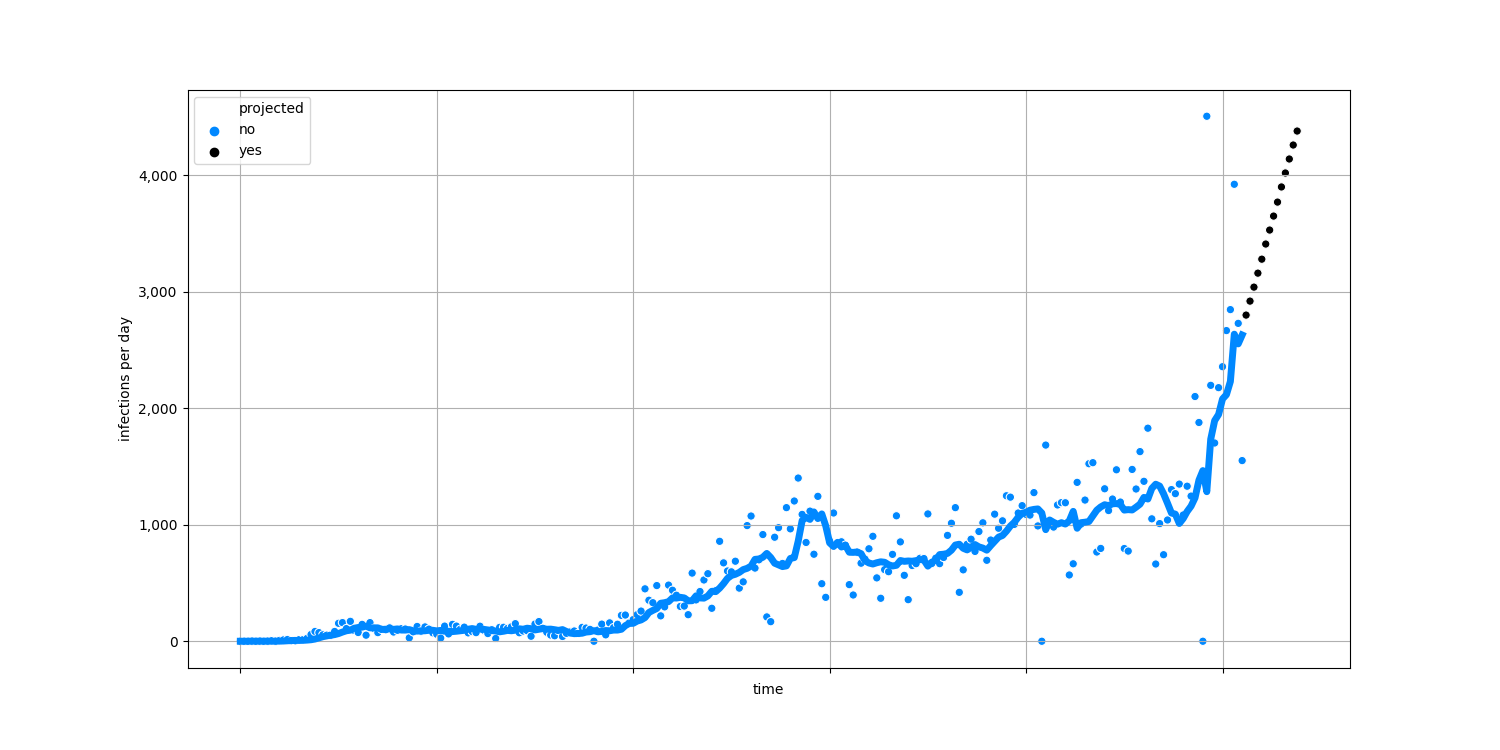 projected
no
yes
4,000
3,000
2,000
1,000
0
infections per day
time